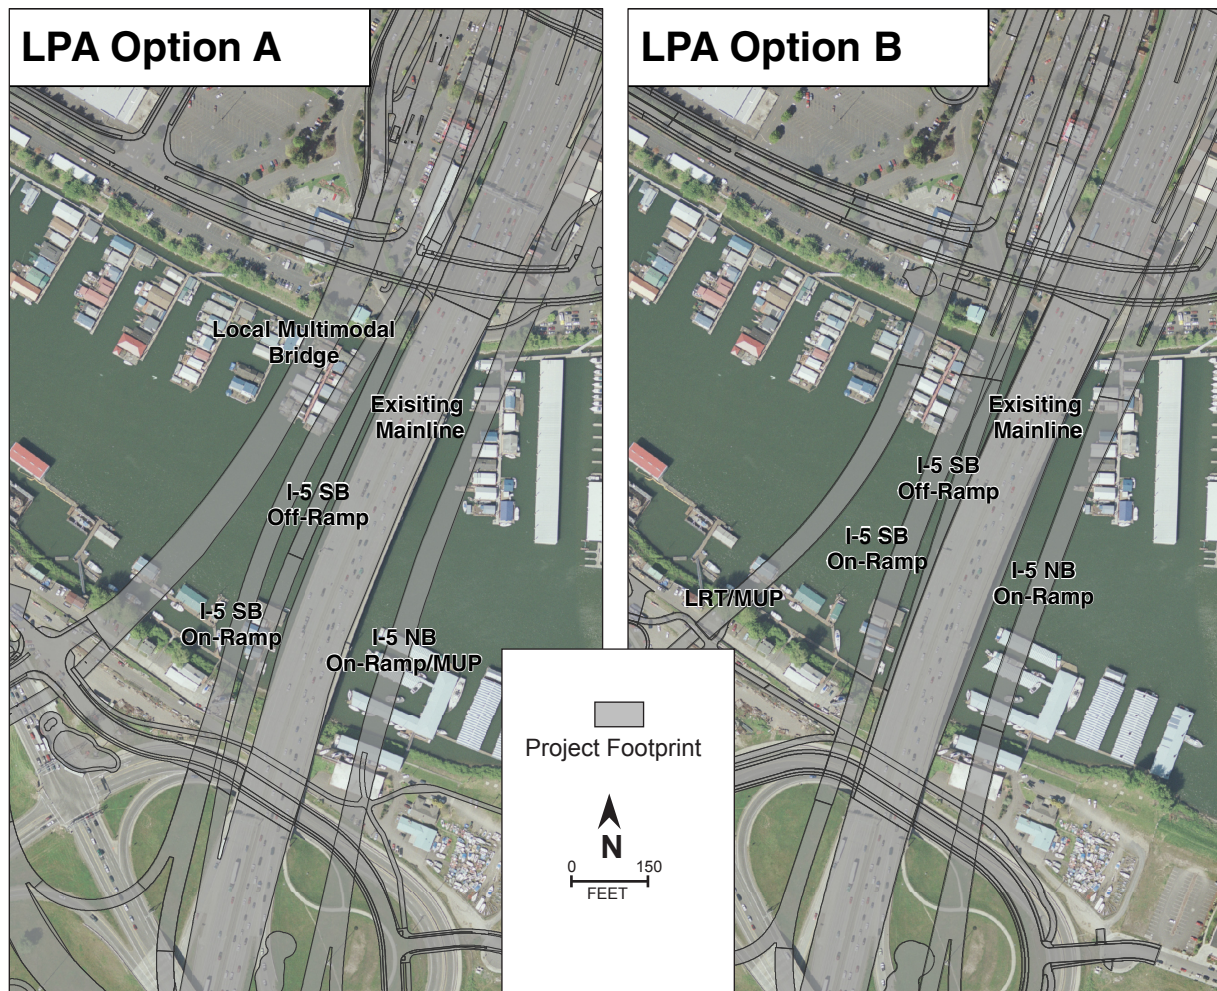 LPA Option A
Local Multimodal
Bridge
Exisiting
Mainline
I-5 SB
Off-Ramp
I-5 SB
On-Ramp
I-5 NB
On-Ramp/MUP
LPA Option B
Exisiting
Mainline
I-5 SB
Off-Ramp
I-5 SB
On-Ramp
I-5 NB
On-Ramp
LRT/MUP
Project Footprint
N
0 150
FEET